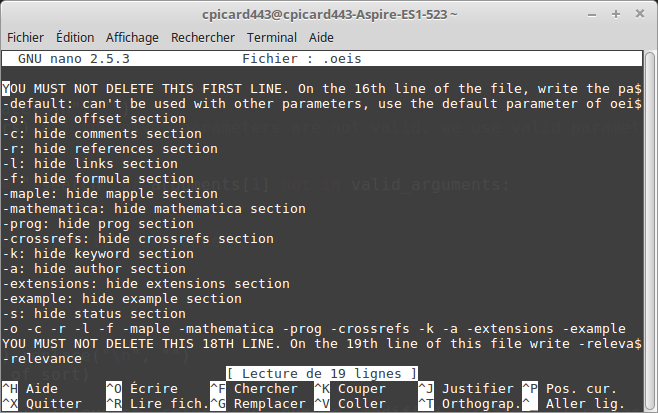 cpicard443@cpicard443-Aspire-ES1-523 ~
Fichier Édition Affichage Rechercher Terminal Aide
GNU nano 2.5.3 Fichier : .oeis
YOU MUST NOT DELETE THIS FIRST LINE. On the 16th line of the file, write the pa$
-default: can't be used with other parameters, use the default parameter of oei$
-o: hide offset section
-c: hide comments section
-r: hide references section
-l: hide links section
-f: hide formula section
-maple: hide mapple section
-mathematica: hide mathematica section
-prog: hide prog section
-crossrefs: hide crossrefs section
-k: hide keyword section
-a: hide author section
-extensions: hide extensions section
-example: hide example section
-s: hide status section
-o -c -r -l -f -maple -mathematica -prog -crossrefs -k -a -extensions -example
YOU MUST NOT DELETE THIS 18TH LINE. On the 19th line of this file write -releva$
-relevance
[ Lecture de 19 lignes ]
^H Aide ^O Écrire ^F Chercher ^K Couper ^J Justifier ^P Pos. cur.
^X Quitter ^R Lire fich. ^G Remplacer ^V Coller ^T Orthograp. ^_ Aller lig.